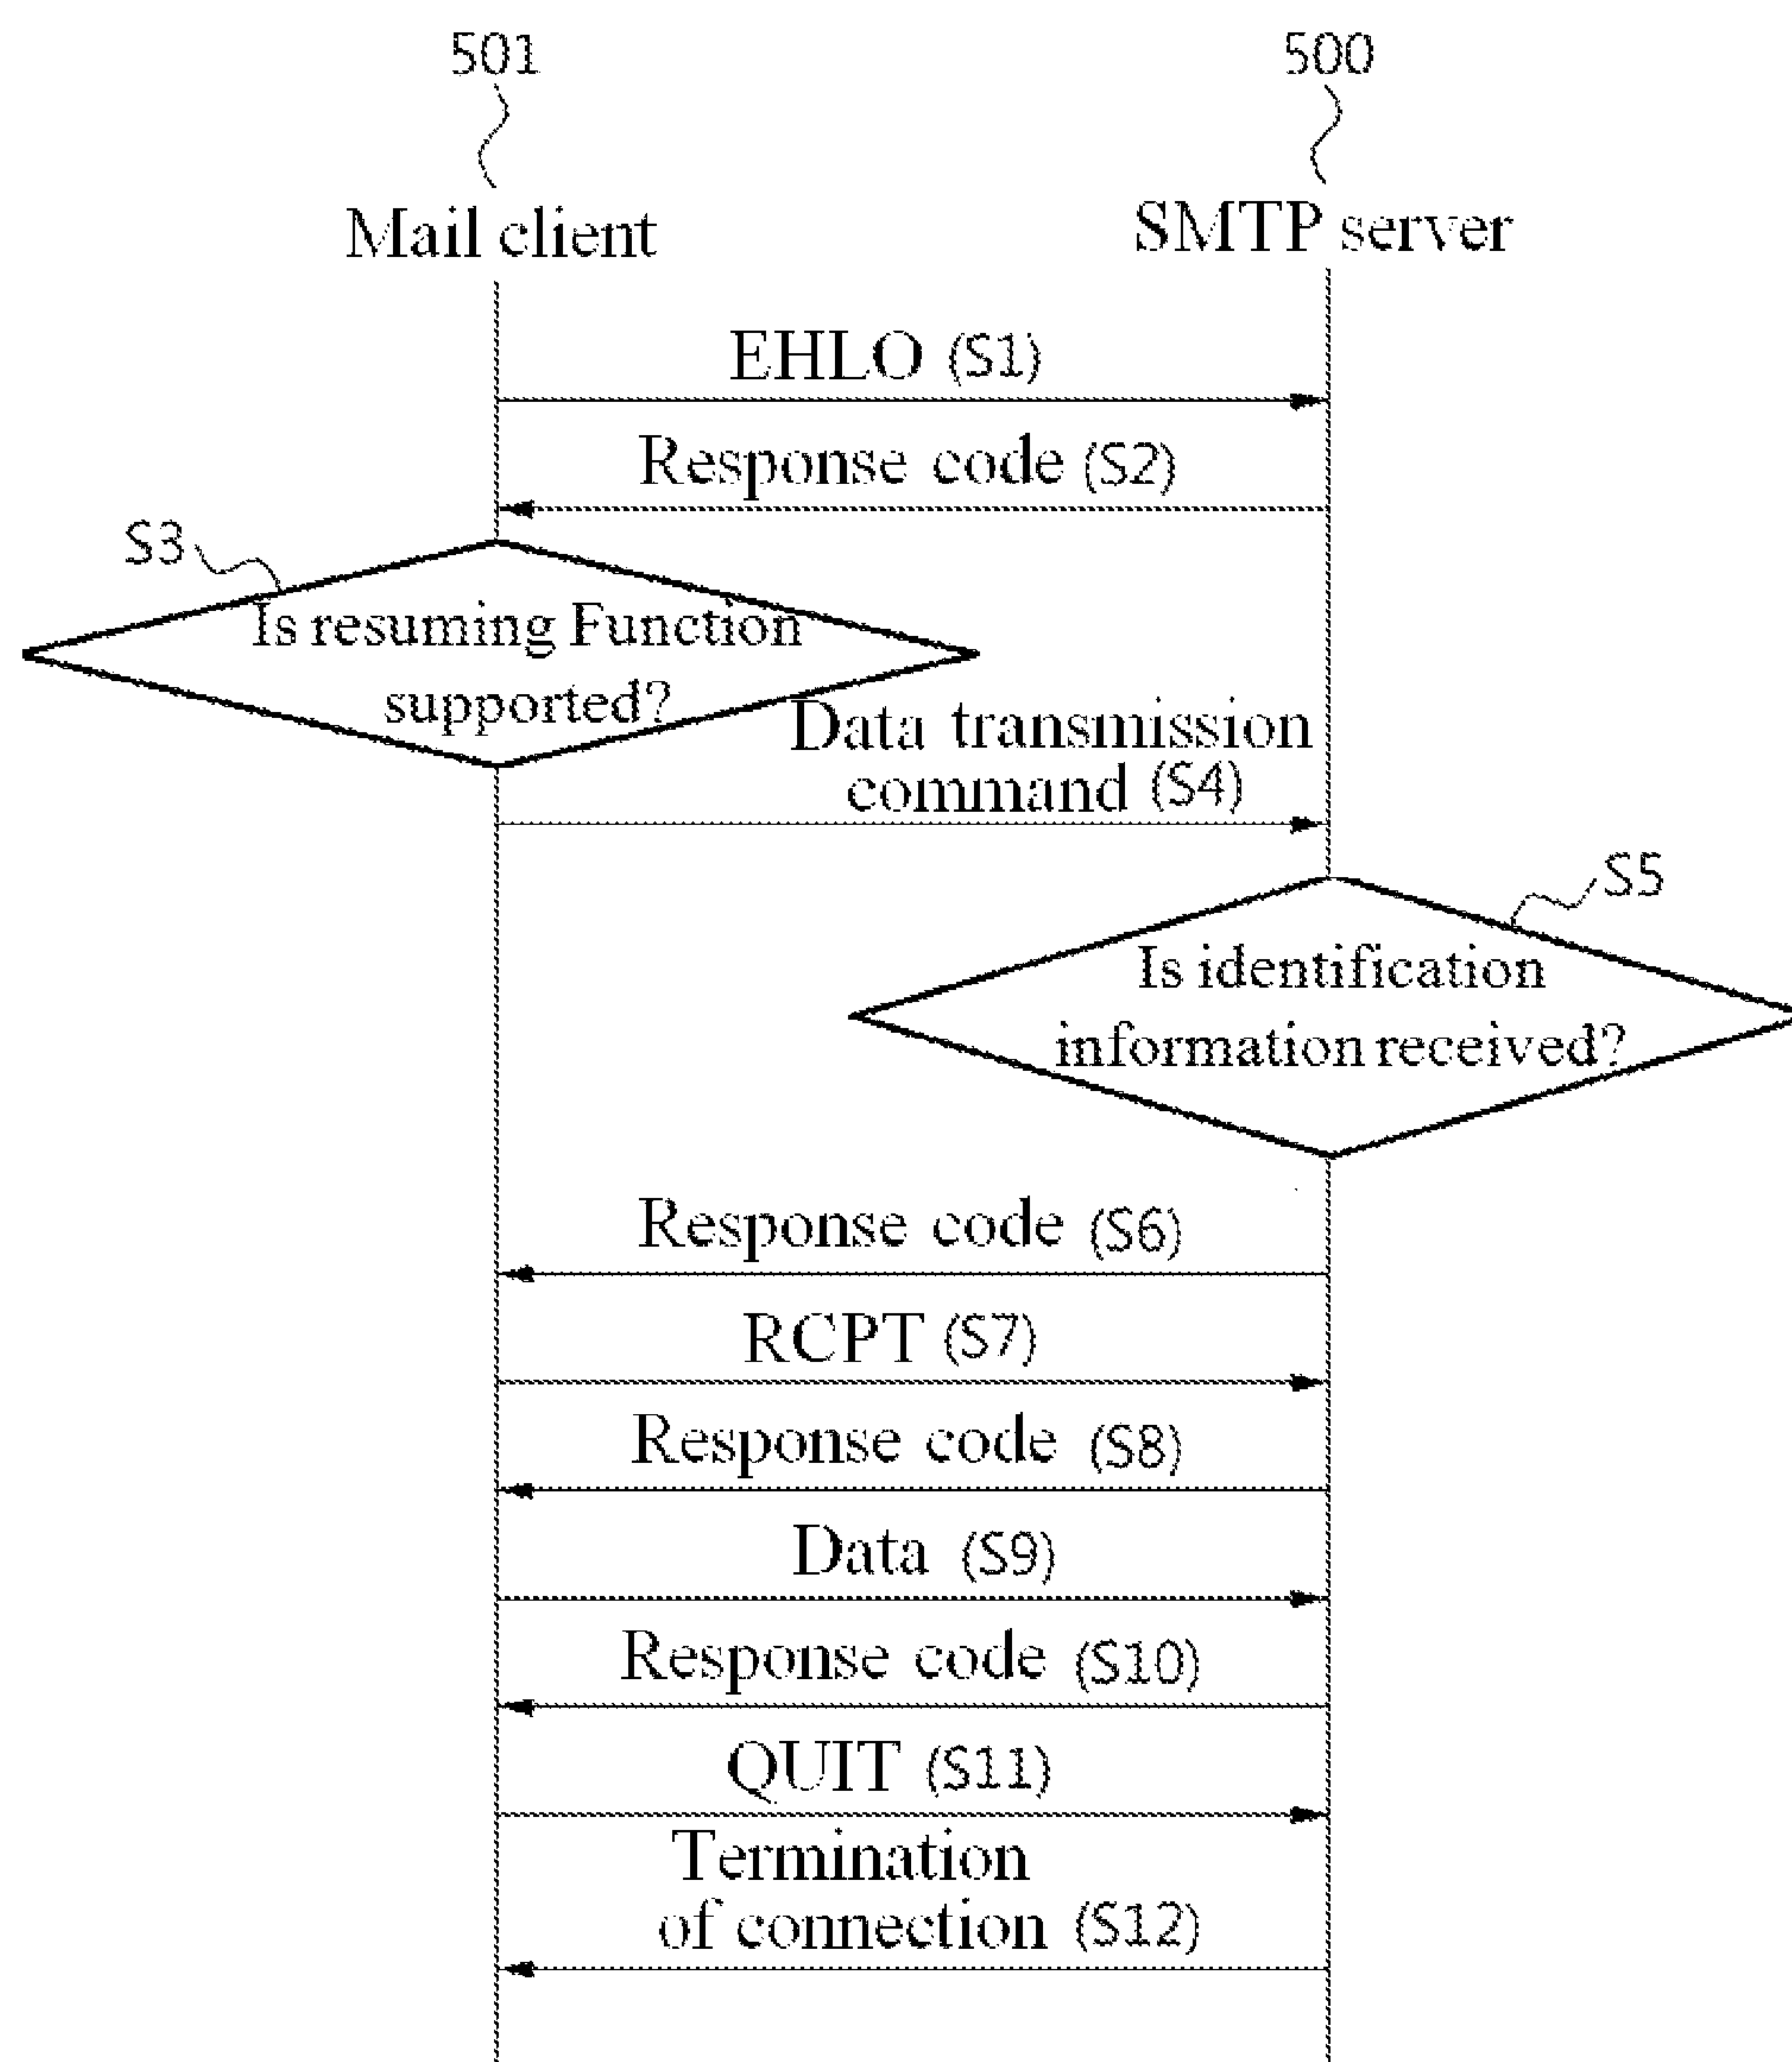 501
500
Mail client
SMTP server
EHLO (S1)
Response code (S2)
S3
Is resuming Function
supported?
Data transmission
command (S4)
S5
Is identification
information received?
Response code (S6)
RCPT (S7)
Response code (S8)
Data (S9)
Response code (S10)
QUIT (S11)
Termination
of connection (S12)